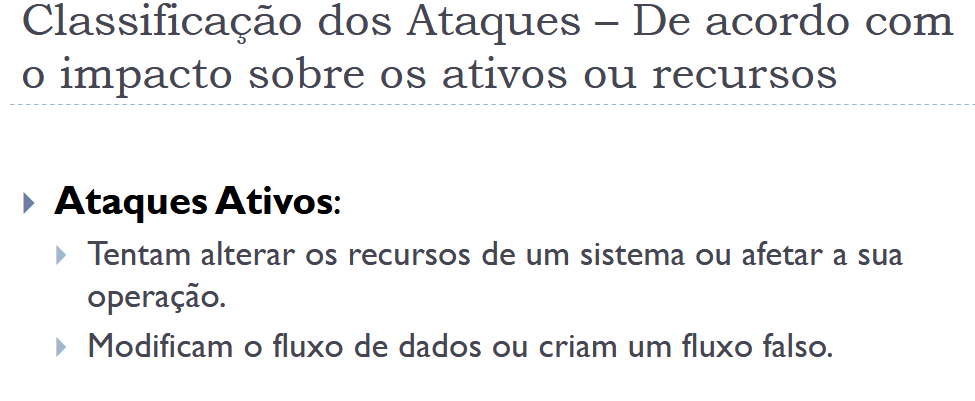 Classificação dos Ataques – De acordo com
o impacto sobre os ativos ou recursos
Ataques Ativos:
Tentam alterar os recursos de um sistema ou afetar a sua
operação.
Modificam o fluxo de dados ou criam um fluxo falso.